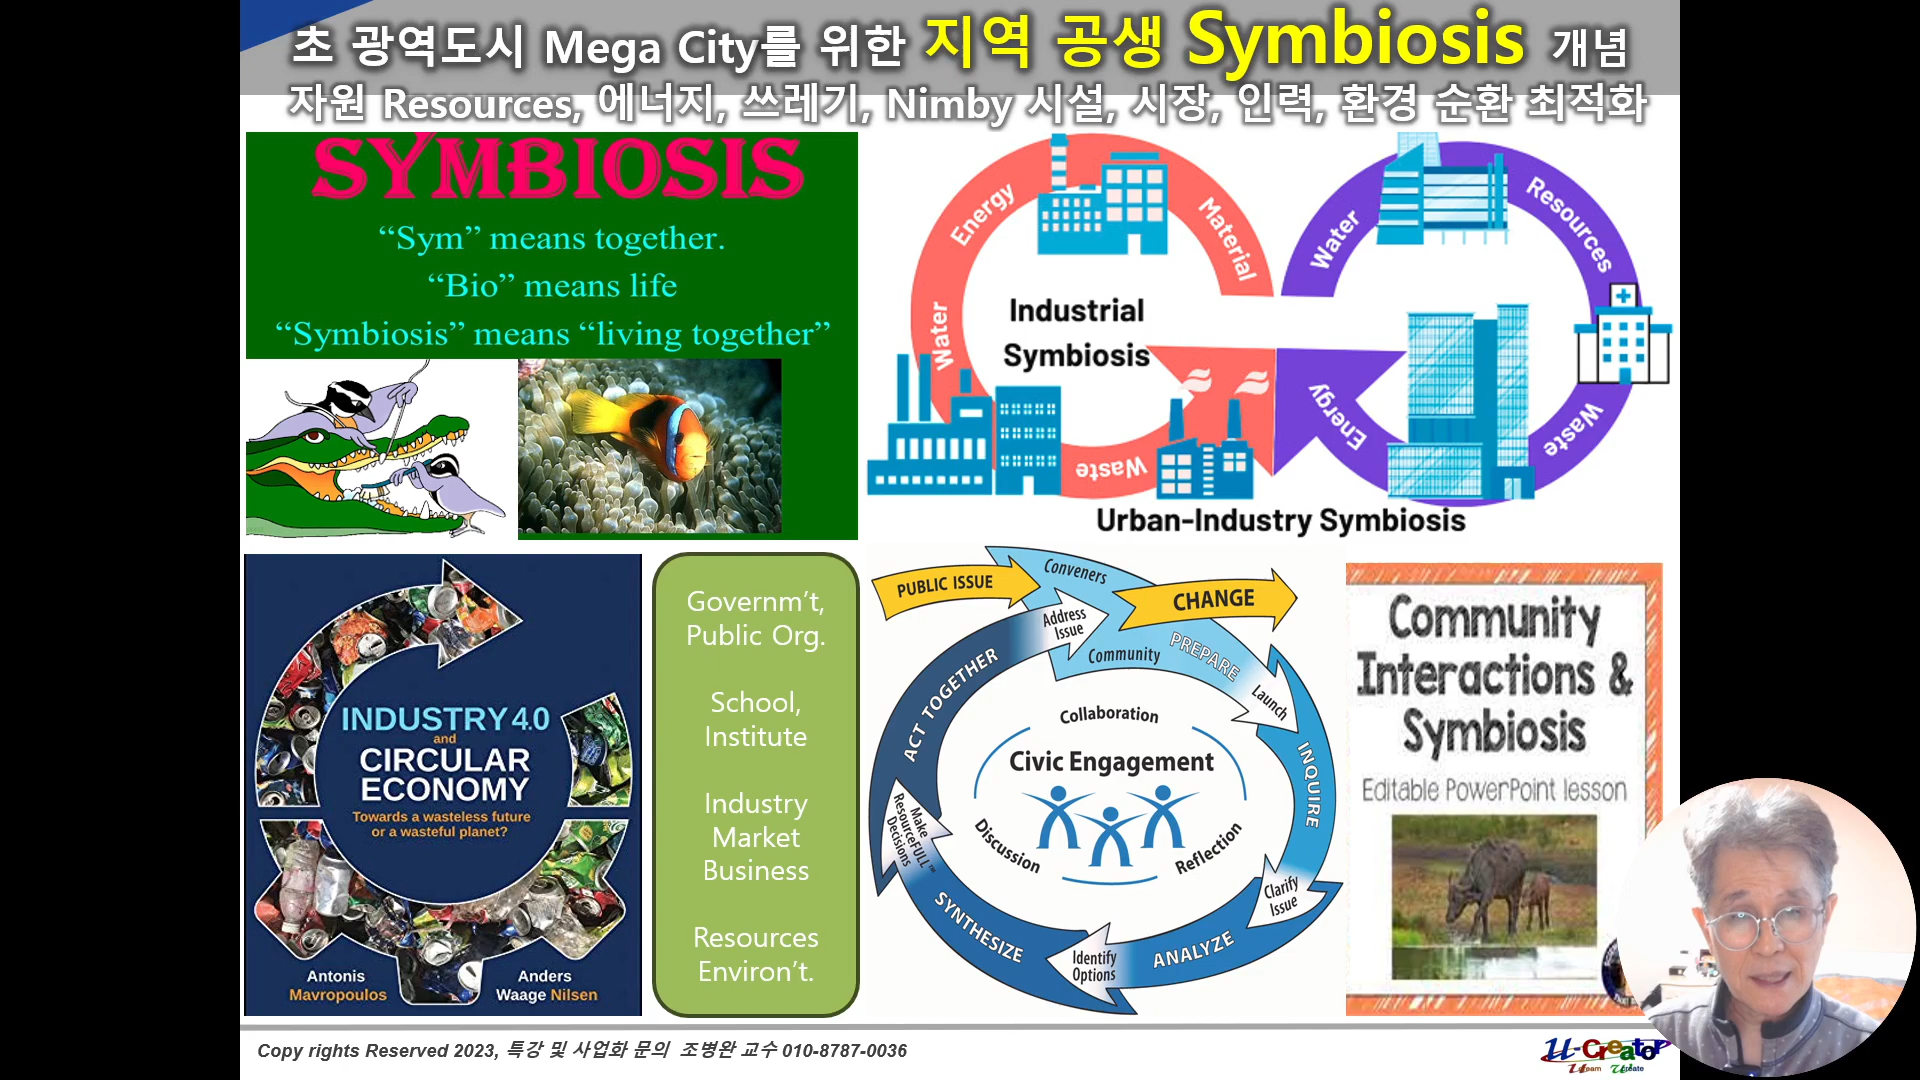 초 광역도시 Mega City를 위한 지역 공생 Symbiosis 개념
자원 Resources, 에너지, 쓰레기, Nimby 시설, 시장, 인력, 환경 순환 최적화
SYMBIOSIS
“Sym” means together.
“Bio” means life
“Symbiosis” means “living together”
Energy
Material
Water
Waste
Industrial
Symbiosis
Water
Resources
Energy
Waste
Urban-Industry Symbiosis
INDUSTRY 4.0
and
CIRCULAR
ECONOMY
Towards a wasteless future
or a wasteful planet?
Antonis
Mavropoulos
Anders
Waage Nilsen
Governm’t,
Public Org.
School,
Institute
Industry
Market
Business
Resources
Environ’t.
PUBLIC ISSUE
Conveners
CHANGE
Address
Issue
Community
PREPARE
Launch
INQUIRE
Clarify
Issue
ANALYZE
Identify
Options
SYNTHESIZE
Make
ResourceFULL™
Decisions
ACT TOGETHER
Collaboration
Civic Engagement
Discussion
Reflection
Community
Interactions &
Symbiosis
Editable PowerPoint lesson
Copy rights Reserved 2023, 특강 및 사업화 문의 조병완 교수 010-8787-0036
U-Creator